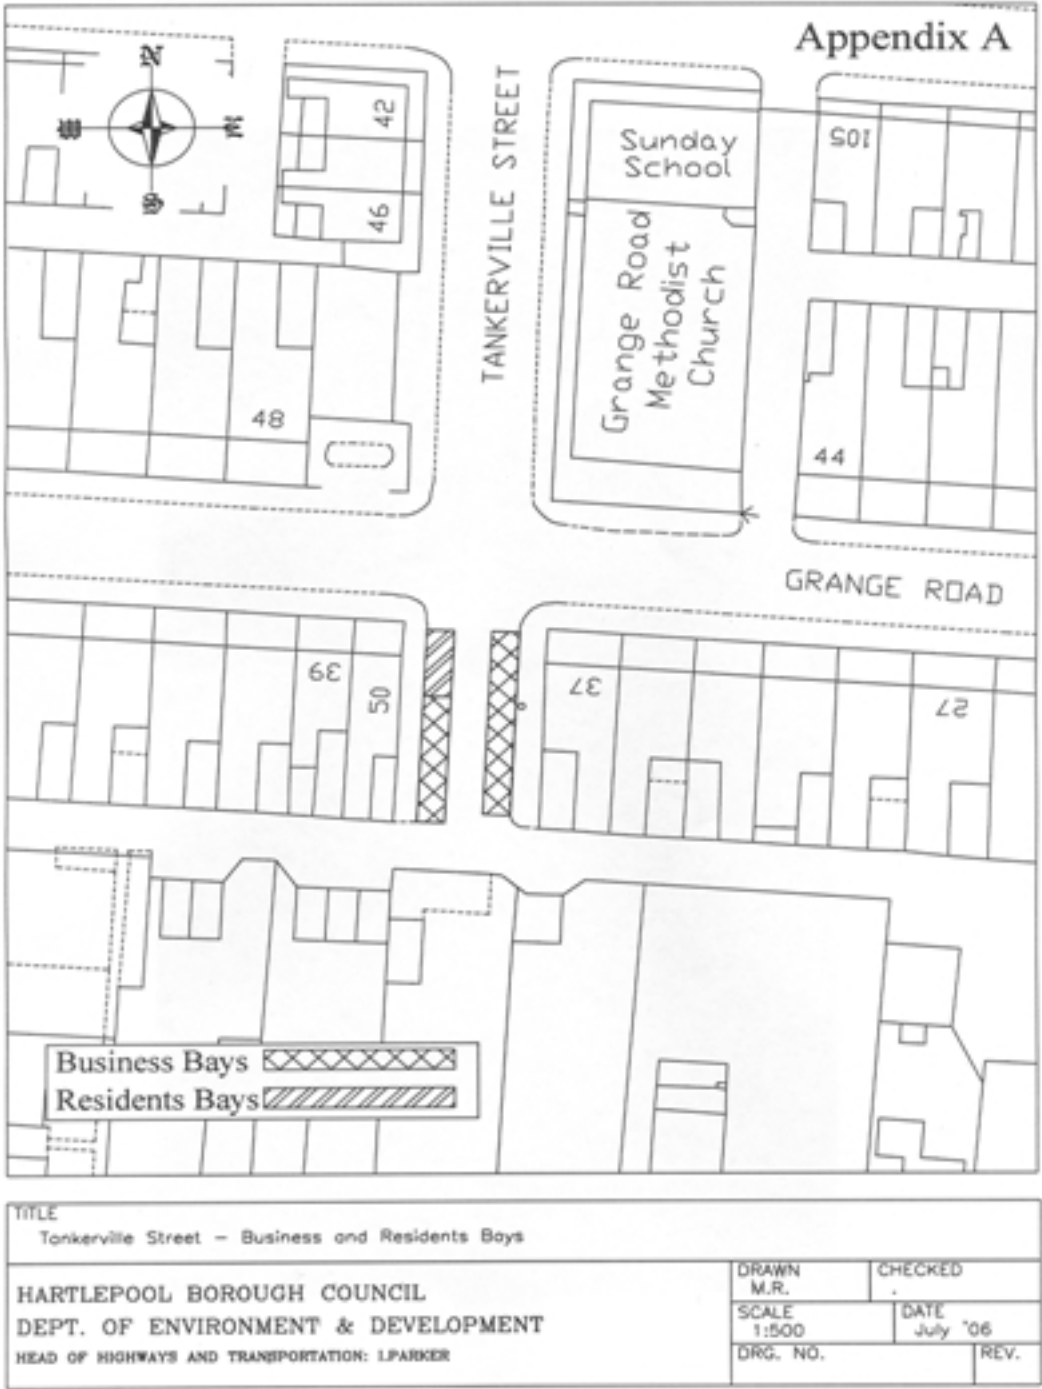 Appendix A
N
42
46
TANKERVILLE STREET
Sunday
School
Grange Road
Methodist
Church
105
48
44
GRANGE ROAD
39
50
37
27
Business Bays
Residents Bays
TITLE
Tankerville Street – Business and Residents Bays
HARTLEPOOL BOROUGH COUNCIL
DEPT. OF ENVIRONMENT & DEVELOPMENT
HEAD OF HIGHWAYS AND TRANSPORTATION: I.PARKER
DRAWN
M.R.
CHECKED
.
SCALE
1:500
DATE
July '06
DRG. NO.
REV.